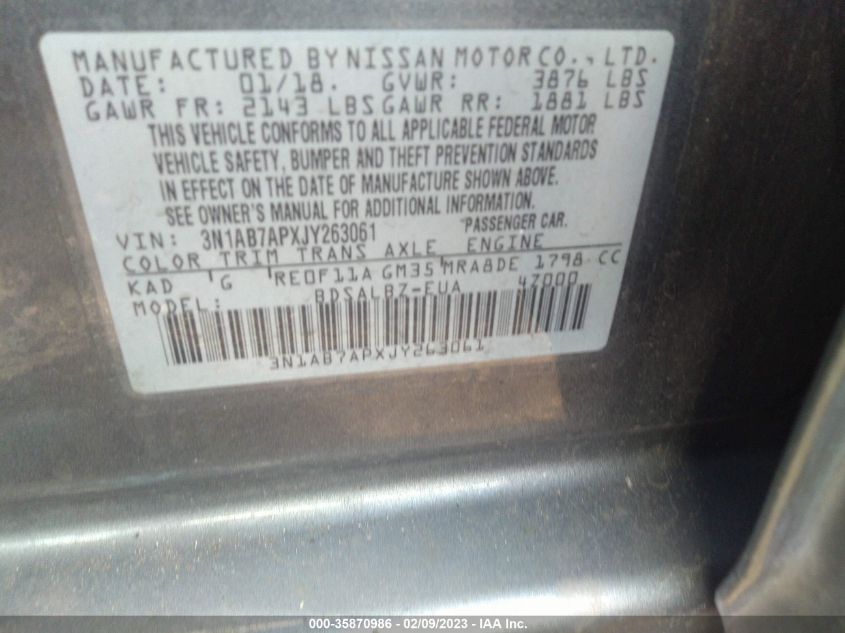 MANUFACTURED BY NISSAN MOTOR CO., LTD.
DATE: 01/18. GVWR: 3876 LBS
GAWR FR: 2143 LBS GAWR RR: 1881 LBS
THIS VEHICLE CONFORMS TO ALL APPLICABLE FEDERAL MOTOR
VEHICLE SAFETY, BUMPER AND THEFT PREVENTION STANDARDS
IN EFFECT ON THE DATE OF MANUFACTURE SHOWN ABOVE.
SEE OWNER'S MANUAL FOR ADDITIONAL INFORMATION.
VIN: 3N1AB7APXJY263061 PASSENGER CAR.
COLOR TRIM TRANS AXLE ENGINE
KAD G RE0F11A GM35 MRA8DE 1798 CC
MODEL: BDSALBZ-EUA 4Z000
3N1AB7APXJY263061
000-35870986 - 02/09/2023 - IAA Inc.